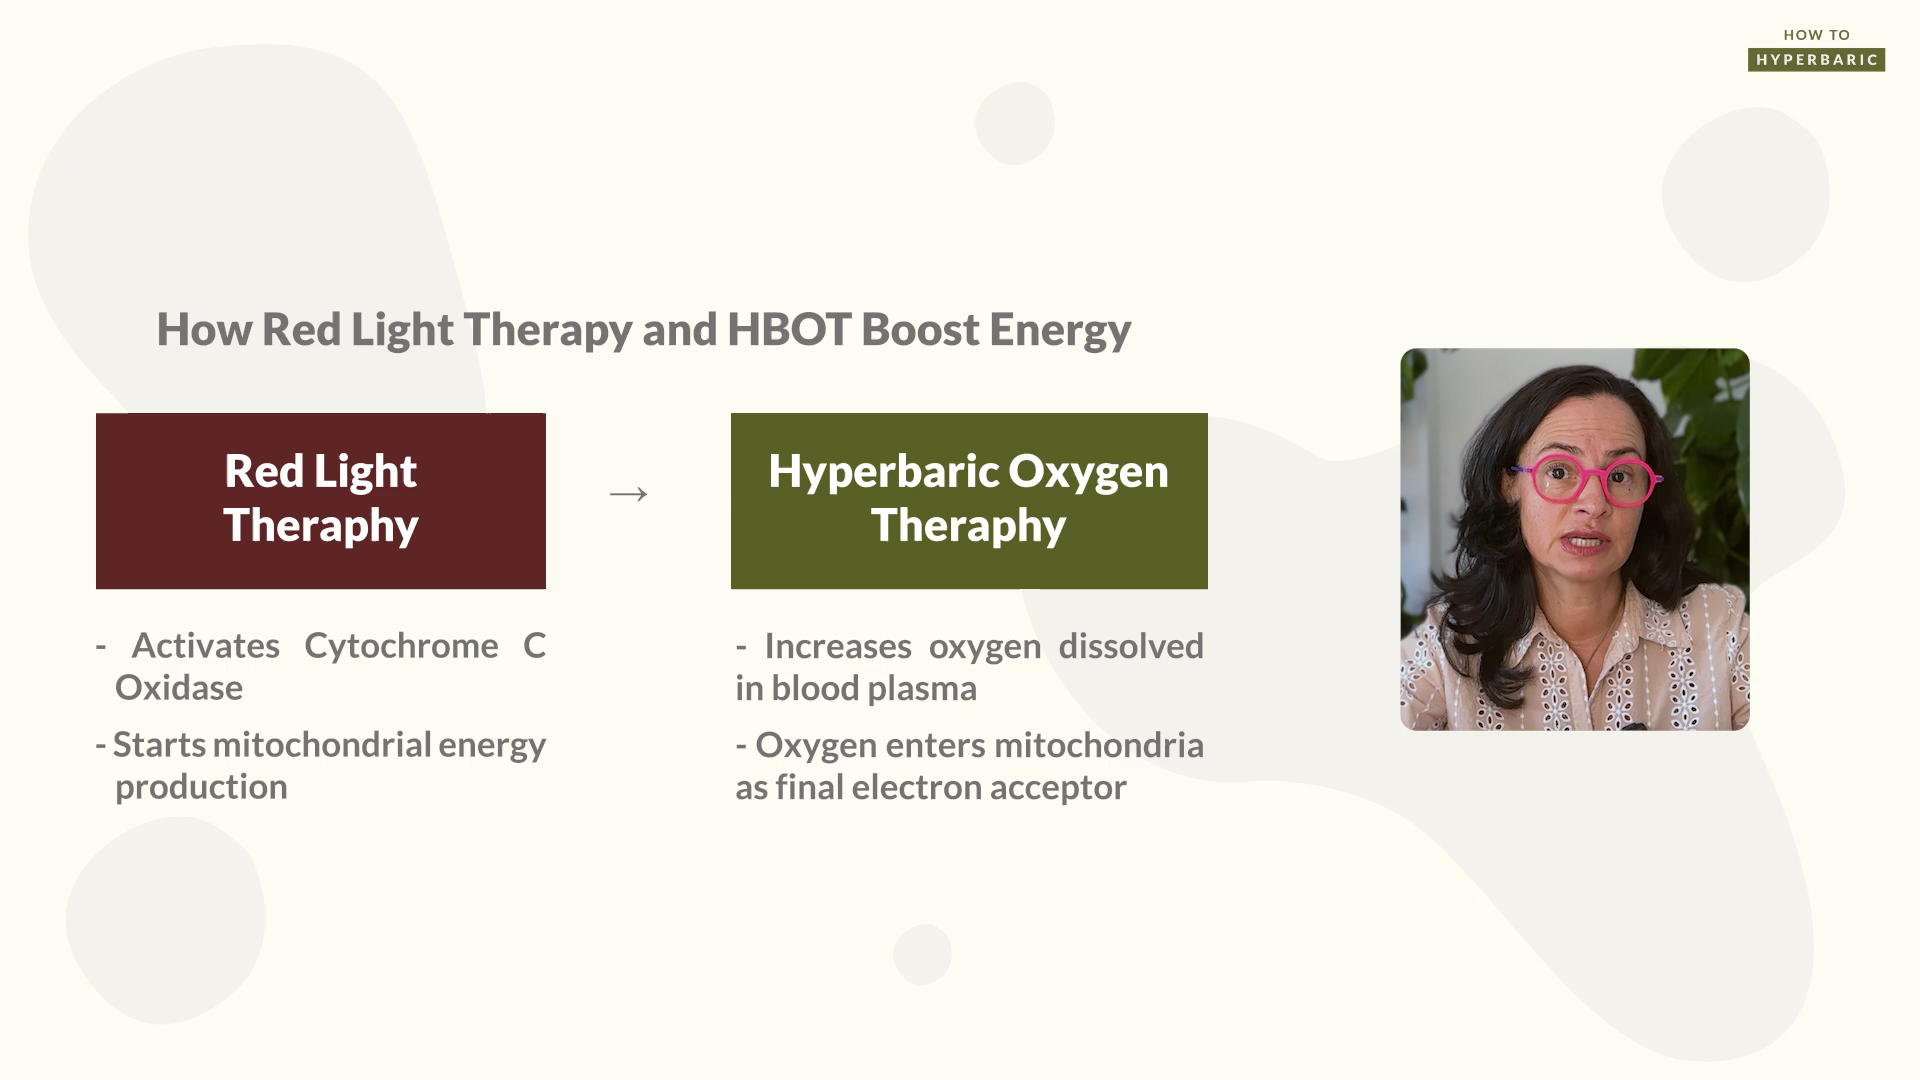 HOW TO
HYPERBARIC
How Red Light Therapy and HBOT Boost Energy
Red Light
Theraphy
→
Hyperbaric Oxygen
Theraphy
- Activates Cytochrome C
Oxidase
- Starts mitochondrial energy
production
- Increases oxygen dissolved
in blood plasma
- Oxygen enters mitochondria
as final electron acceptor